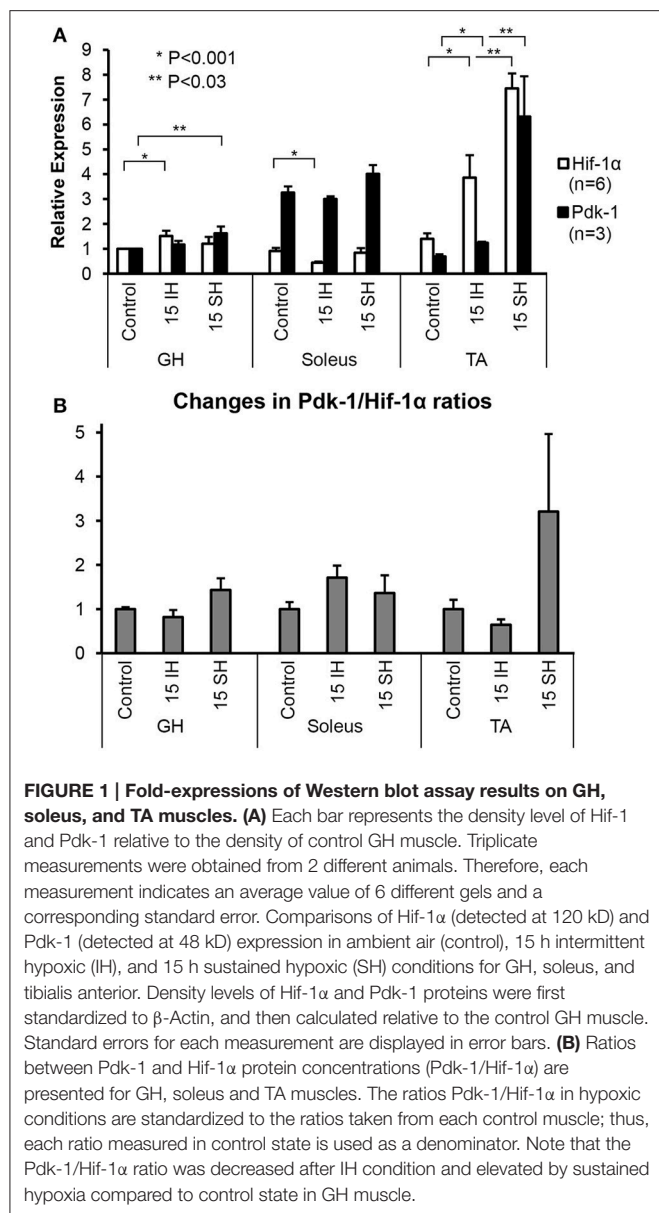 A
* P<0.001
** P<0.03
9
8
7
6
5
4
3
2
1
0
Relative Expression
*
**
*
*
*
**
**
Hif-1α
(n=6)
Pdk-1
(n=3)
Control
15 IH
15 SH
Control
15 IH
15 SH
Control
15 IH
15 SH
GH
Soleus
TA
B
Changes in Pdk-1/Hif-1α ratios
5
4
3
2
1
0
Control
15 IH
15 SH
Control
15 IH
15 SH
Control
15 IH
15 SH
GH
Soleus
TA
FIGURE 1 | Fold-expressions of Western blot assay results on GH,
soleus, and TA muscles. (A) Each bar represents the density level of Hif-1
and Pdk-1 relative to the density of control GH muscle. Triplicate
measurements were obtained from 2 different animals. Therefore, each
measurement indicates an average value of 6 different gels and a
corresponding standard error. Comparisons of Hif-1α (detected at 120 kD) and
Pdk-1 (detected at 48 kD) expression in ambient air (control), 15 h intermittent
hypoxic (IH), and 15 h sustained hypoxic (SH) conditions for GH, soleus, and
tibialis anterior. Density levels of Hif-1α and Pdk-1 proteins were first
standardized to β-Actin, and then calculated relative to the control GH muscle.
Standard errors for each measurement are displayed in error bars. (B) Ratios
between Pdk-1 and Hif-1α protein concentrations (Pdk-1/Hif-1α) are
presented for GH, soleus and TA muscles. The ratios Pdk-1/Hif-1α in hypoxic
conditions are standardized to the ratios taken from each control muscle; thus,
each ratio measured in control state is used as a denominator. Note that the
Pdk-1/Hif-1α ratio was decreased after IH condition and elevated by sustained
hypoxia compared to control state in GH muscle.